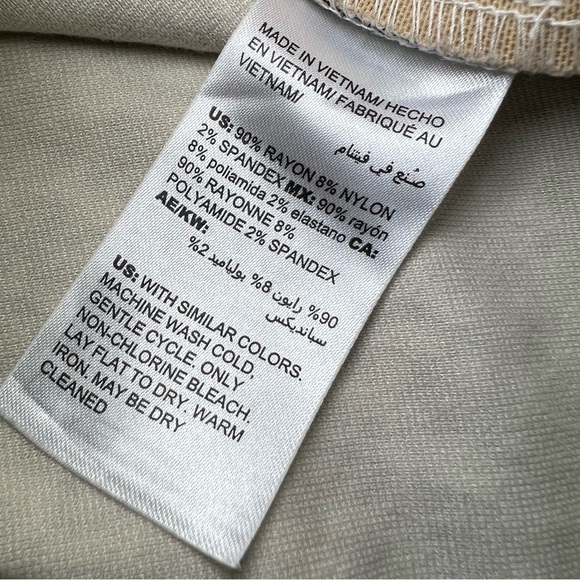 MADE IN VIETNAM/ HECHO
EN VIETNAM/ FABRIQUÉ AU
VIETNAM/
صُنع في فيتنام
US: 90% RAYON 8% NYLON
2% SPANDEX MX: 90% rayón
8% poliamida 2% elastano CA:
90% RAYONNE 8%
POLYAMIDE 2% SPANDEX
AE/KW:
90% رايون 8% بولياميد 2%
سباندیکس
US: WITH SIMILAR COLORS.
MACHINE WASH COLD,
GENTLE CYCLE. ONLY
NON-CHLORINE BLEACH.
LAY FLAT TO DRY. WARM
IRON. MAY BE DRY
CLEANED